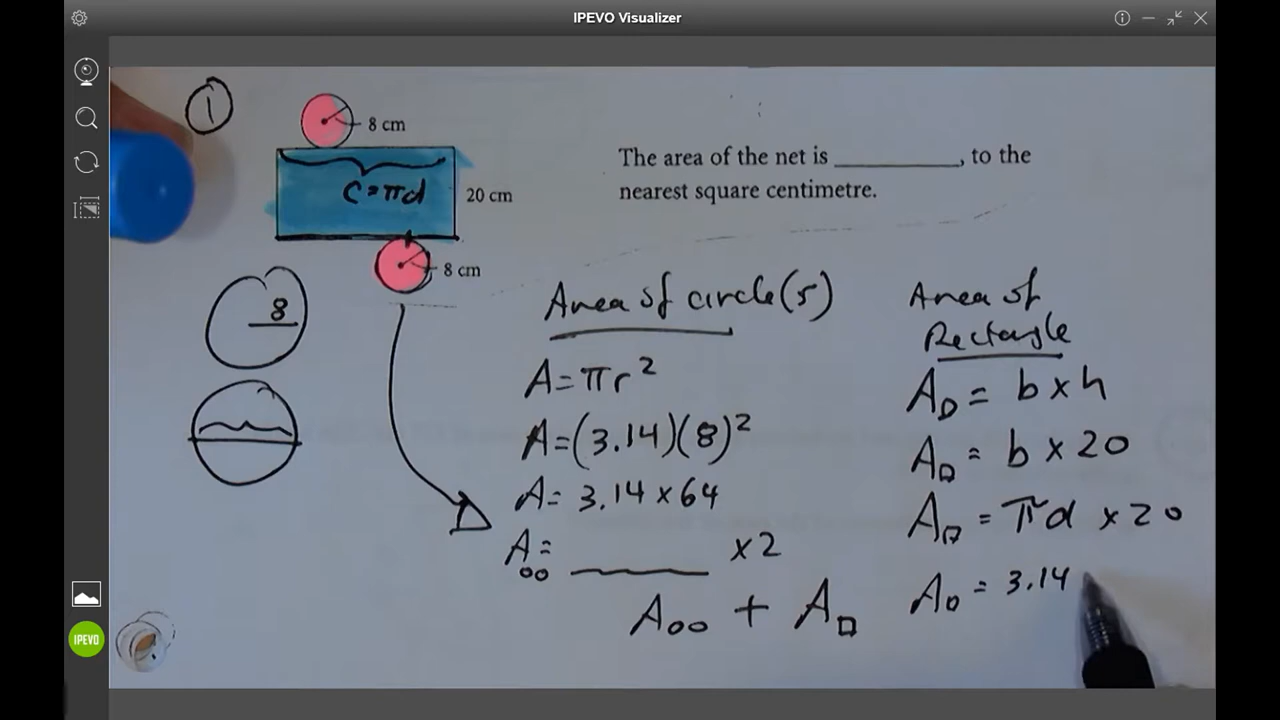 IPEVO Visualizer
1
8 cm
C=πd
20 cm
8 cm
The area of the net is ___________, to the
nearest square centimetre.
8
Area of circle(s)
A=πr²
A=(3.14)(8)²
A= 3.14×64
A= ______ ×2
A + A
Area of
Rectangle
A = b×h
A = b×20
A = πd ×20
A = 3.14
IPEVO